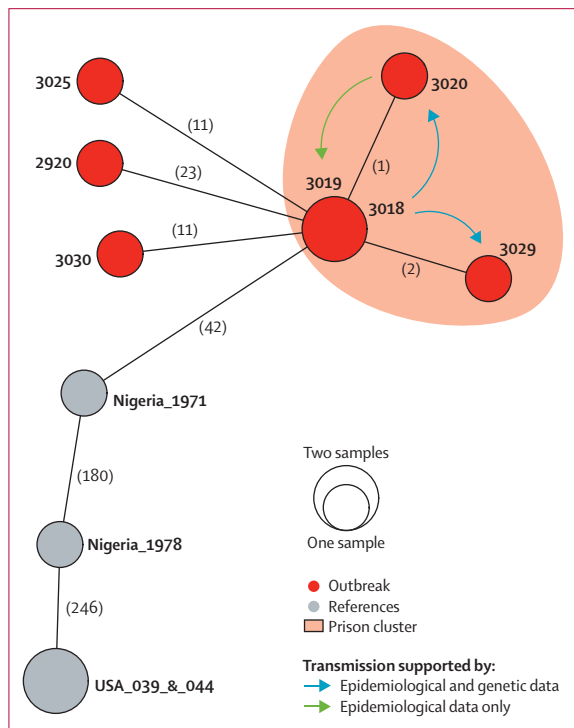 3025
3020
(11)
2920
(1)
(23)
3019
3018
(11)
3029
3030
(2)
(42)
Nigeria_1971
Two samples
(180)
One sample
Nigeria_1978
Outbreak
References
(246)
Prison cluster
Transmission supported by:
Epidemiological and genetic data
USA_039_&_044
Epidemiological data only